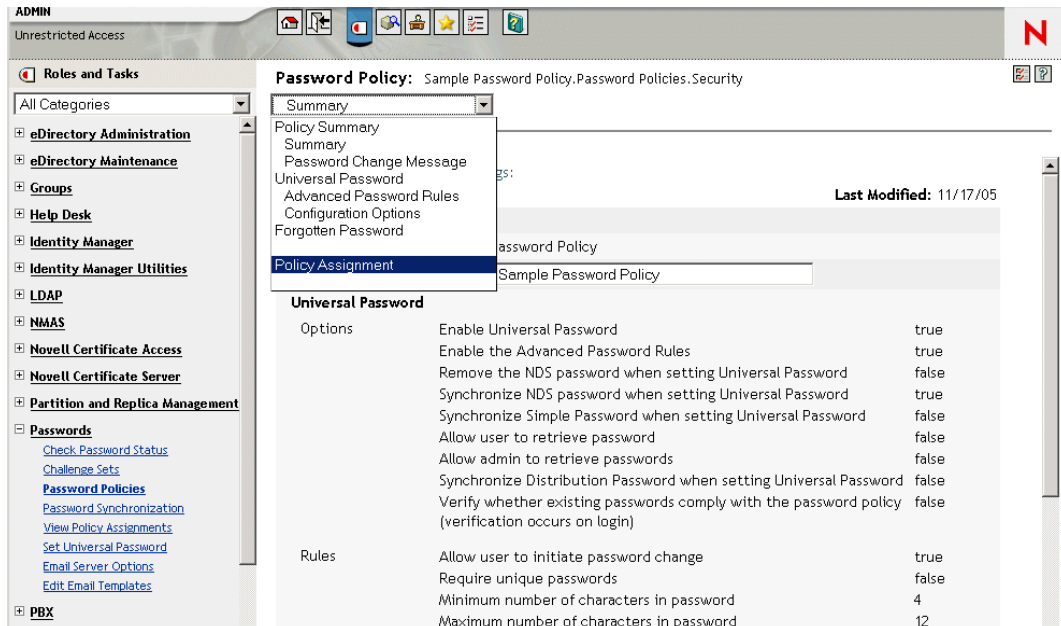 ADMIN
Unrestricted Access
N
Roles and Tasks
All Categories
eDirectory Administration
eDirectory Maintenance
Groups
Help Desk
Identity Manager
Identity Manager Utilities
LDAP
NMAS
Novell Certificate Access
Novell Certificate Server
Partition and Replica Management
Passwords
Check Password Status
Challenge Sets
Password Policies
Password Synchronization
View Policy Assignments
Set Universal Password
Email Server Options
Edit Email Templates
PBX
Password Policy: Sample Password Policy.Password Policies.Security
Summary
Policy Summary
Summary
Password Change Message
Universal Password
Advanced Password Rules
Configuration Options
Forgotten Password
Policy Assignment
gs:
Last Modified: 11/17/05
assword Policy
Sample Password Policy
Universal Password
Options Enable Universal Password true
Enable the Advanced Password Rules true
Remove the NDS password when setting Universal Password false
Synchronize NDS password when setting Universal Password true
Synchronize Simple Password when setting Universal Password false
Allow user to retrieve password false
Allow admin to retrieve passwords false
Synchronize Distribution Password when setting Universal Password false
Verify whether existing passwords comply with the password policy false
(verification occurs on login)
Rules Allow user to initiate password change true
Require unique passwords false
Minimum number of characters in password 4
Maximum number of characters in password 12